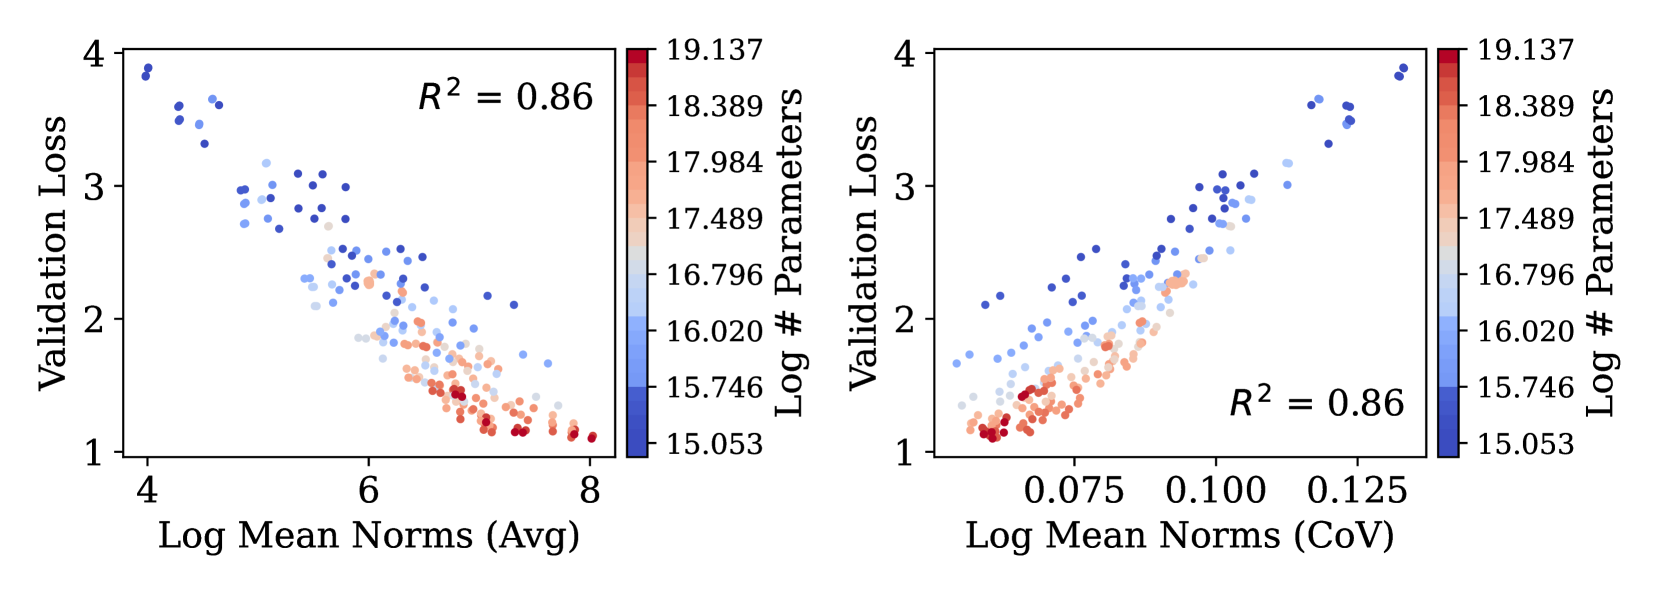 4
3
2
1
Validation Loss
R² = 0.86
4 6 8
Log Mean Norms (Avg)
19.137
18.389
17.984
17.489
16.796
16.020
15.746
15.053
Log # Parameters
4
3
2
1
Validation Loss
R² = 0.86
0.075 0.100 0.125
Log Mean Norms (CoV)
19.137
18.389
17.984
17.489
16.796
16.020
15.746
15.053
Log # Parameters